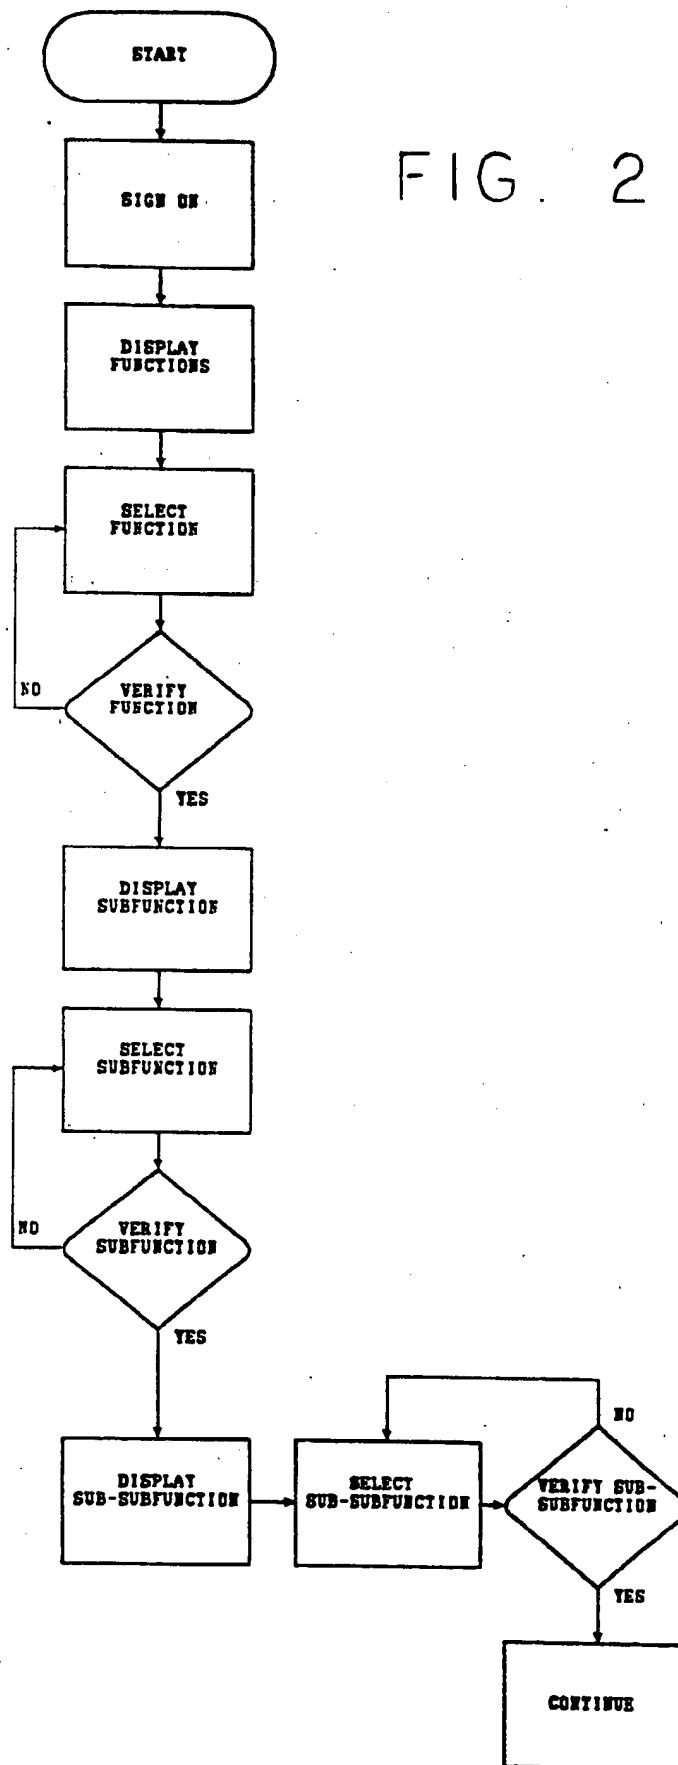 START
FIG. 2
SIGN ON
DISPLAY
FUNCTIONS
SELECT
FUNCTION
VERIFY
FUNCTION
NO
YES
DISPLAY
SUBFUNCTION
SELECT
SUBFUNCTION
VERIFY
SUBFUNCTION
NO
YES
DISPLAY
SUB-SUBFUNCTION
SELECT
SUB-SUBFUNCTION
NO
VERIFY SUB-
SUBFUNCTION
YES
CONTINUE